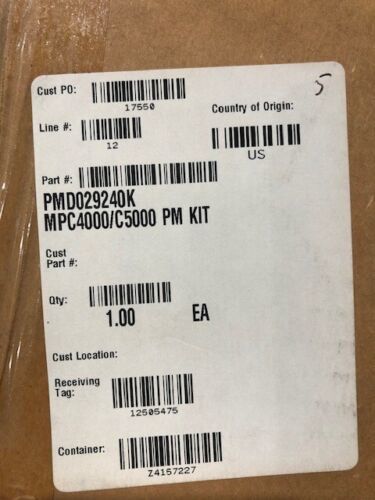 5
Cust PO:
17550
Country of Origin:
US
Line #:
12
Part #:
PMD029240K
MPC4000/C5000 PM KIT
Cust
Part #:
Qty:
1.00 EA
Cust Location:
Receiving
Tag:
12505475
Container:
Z4157227